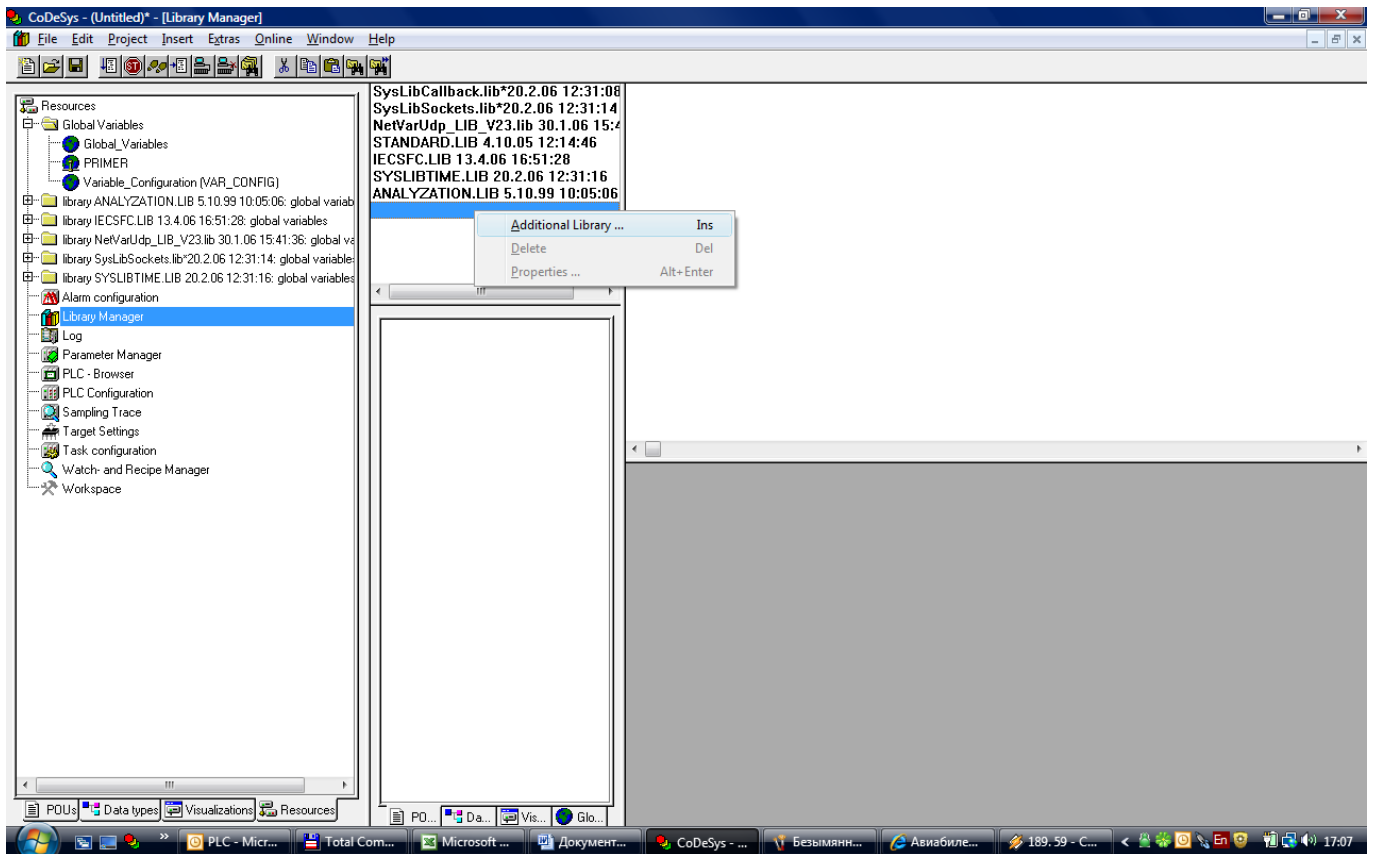 CoDeSys - (Untitled)* - [Library Manager]
File Edit Project Insert Extras Online Window Help
Resources
Global Variables
Global_Variables
PRIMER
Variable_Configuration (VAR_CONFIG)
library ANALYZATION.LIB 5.10.99 10:05:06: global variab
library IECSFC.LIB 13.4.06 16:51:28: global variables
library NetVarUdp_LIB_V23.lib 30.1.06 15:41:36: global va
library SysLibSockets.lib*20.2.06 12:31:14: global variable
library SYSLIBTIME.LIB 20.2.06 12:31:16: global variables
Alarm configuration
Library Manager
Log
Parameter Manager
PLC - Browser
PLC Configuration
Sampling Trace
Target Settings
Task configuration
Watch- and Recipe Manager
Workspace
SysLibCallback.lib*20.2.06 12:31:08
SysLibSockets.lib*20.2.06 12:31:14
NetVarUdp_LIB_V23.lib 30.1.06 15:4
STANDARD.LIB 4.10.05 12:14:46
IECSFC.LIB 13.4.06 16:51:28
SYSLIBTIME.LIB 20.2.06 12:31:16
ANALYZATION.LIB 5.10.99 10:05:06
Additional Library ... Ins
Delete Del
Properties ... Alt+Enter
POUs Data types Visualizations Resources
PO... Da... Vis... Glo...
PLC - Micr... Total Com... Microsoft ... Документ... CoDeSys - ... Безымянн... Авиабиле... 189. 59 - C... En 17:07